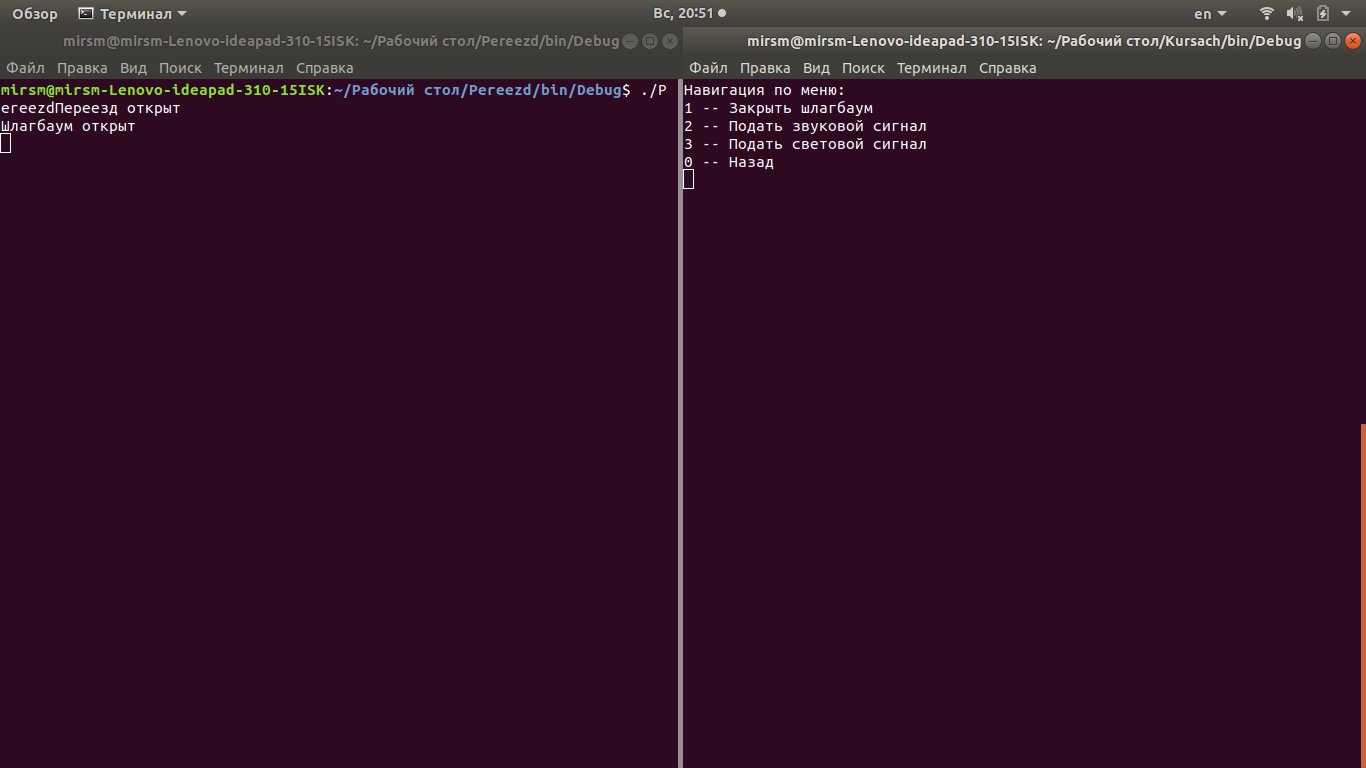 Обзор Терминал Вс, 20:51 en
mirsm@mirsm-Lenovo-ideapad-310-15ISK: ~/Рабочий стол/Pereezd/bin/Debug
Файл Правка Вид Поиск Терминал Справка
mirsm@mirsm-Lenovo-ideapad-310-15ISK:~/Рабочий стол/Pereezd/bin/Debug$ ./P
ereezdПереезд открыт
Шлагбаум открыт
mirsm@mirsm-Lenovo-ideapad-310-15ISK: ~/Рабочий стол/Kursach/bin/Debug
Файл Правка Вид Поиск Терминал Справка
Навигация по меню:
1 -- Закрыть шлагбаум
2 -- Подать звуковой сигнал
3 -- Подать световой сигнал
0 -- Назад